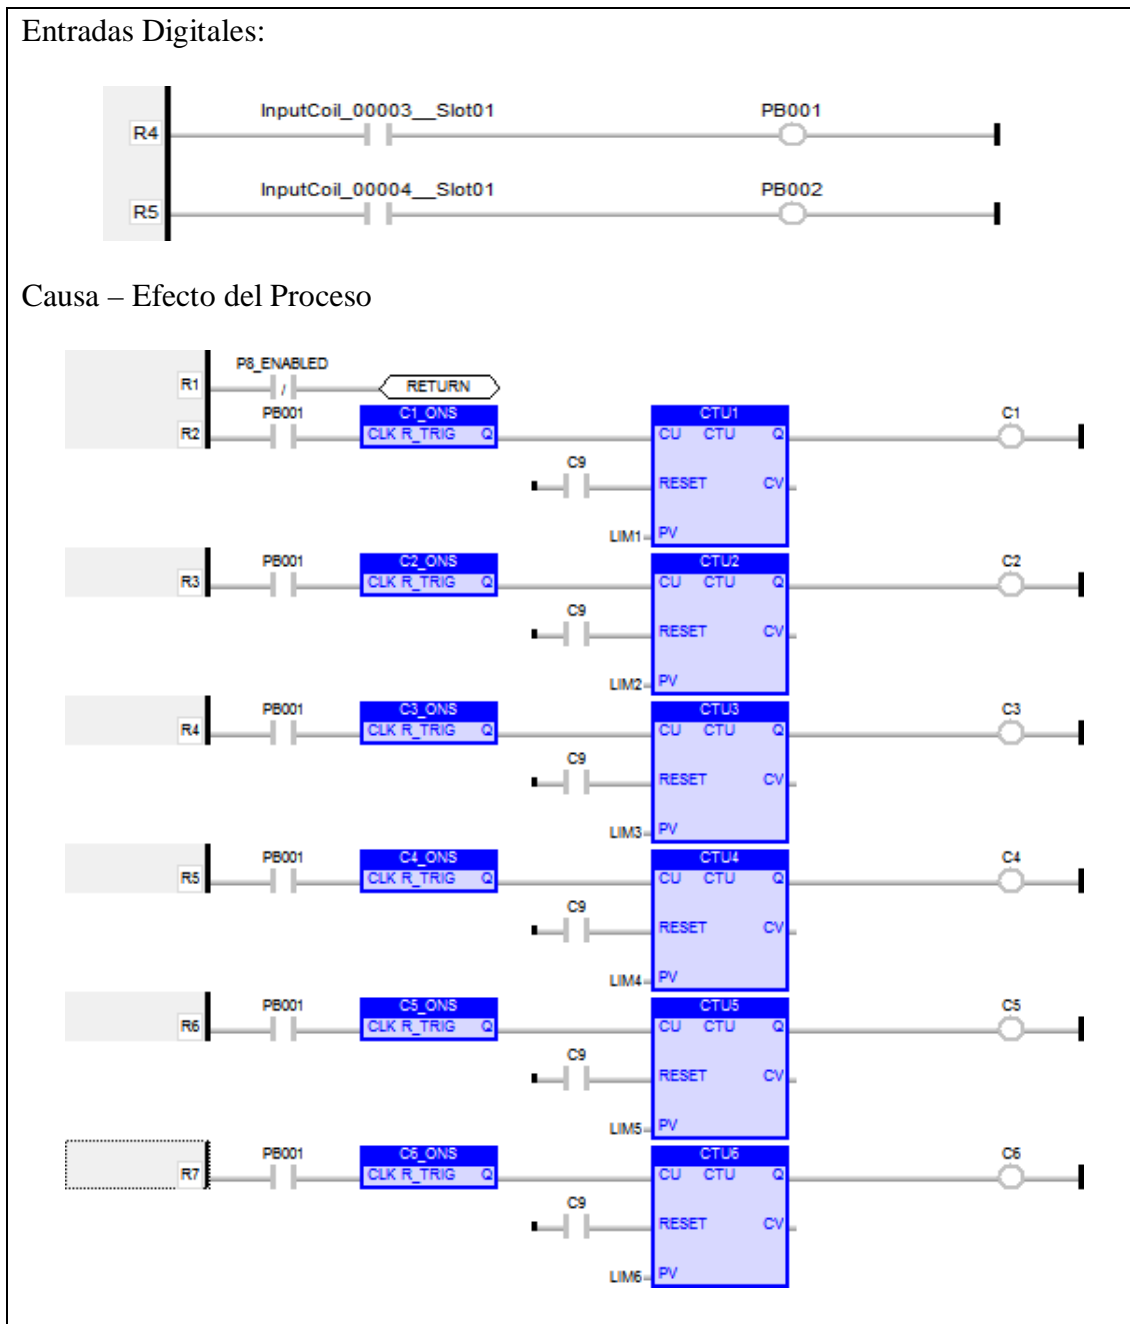 Entradas Digitales:
InputCoil_00003__Slot01 PB001
R4
InputCoil_00004__Slot01 PB002
R5
Causa – Efecto del Proceso
P8_ENABLED
R1 / RETURN
PB001 C1_ONS CTU1 C1
R2 CLK R_TRIG Q CU CTU Q
C9
RESET CV
LIM1 PV
PB001 C2_ONS CTU2 C2
R3 CLK R_TRIG Q CU CTU Q
C9
RESET CV
LIM2 PV
PB001 C3_ONS CTU3 C3
R4 CLK R_TRIG Q CU CTU Q
C9
RESET CV
LIM3 PV
PB001 C4_ONS CTU4 C4
R5 CLK R_TRIG Q CU CTU Q
C9
RESET CV
LIM4 PV
PB001 C5_ONS CTU5 C5
R6 CLK R_TRIG Q CU CTU Q
C9
RESET CV
LIM5 PV
PB001 C6_ONS CTU6 C6
R7 CLK R_TRIG Q CU CTU Q
C9
RESET CV
LIM6 PV